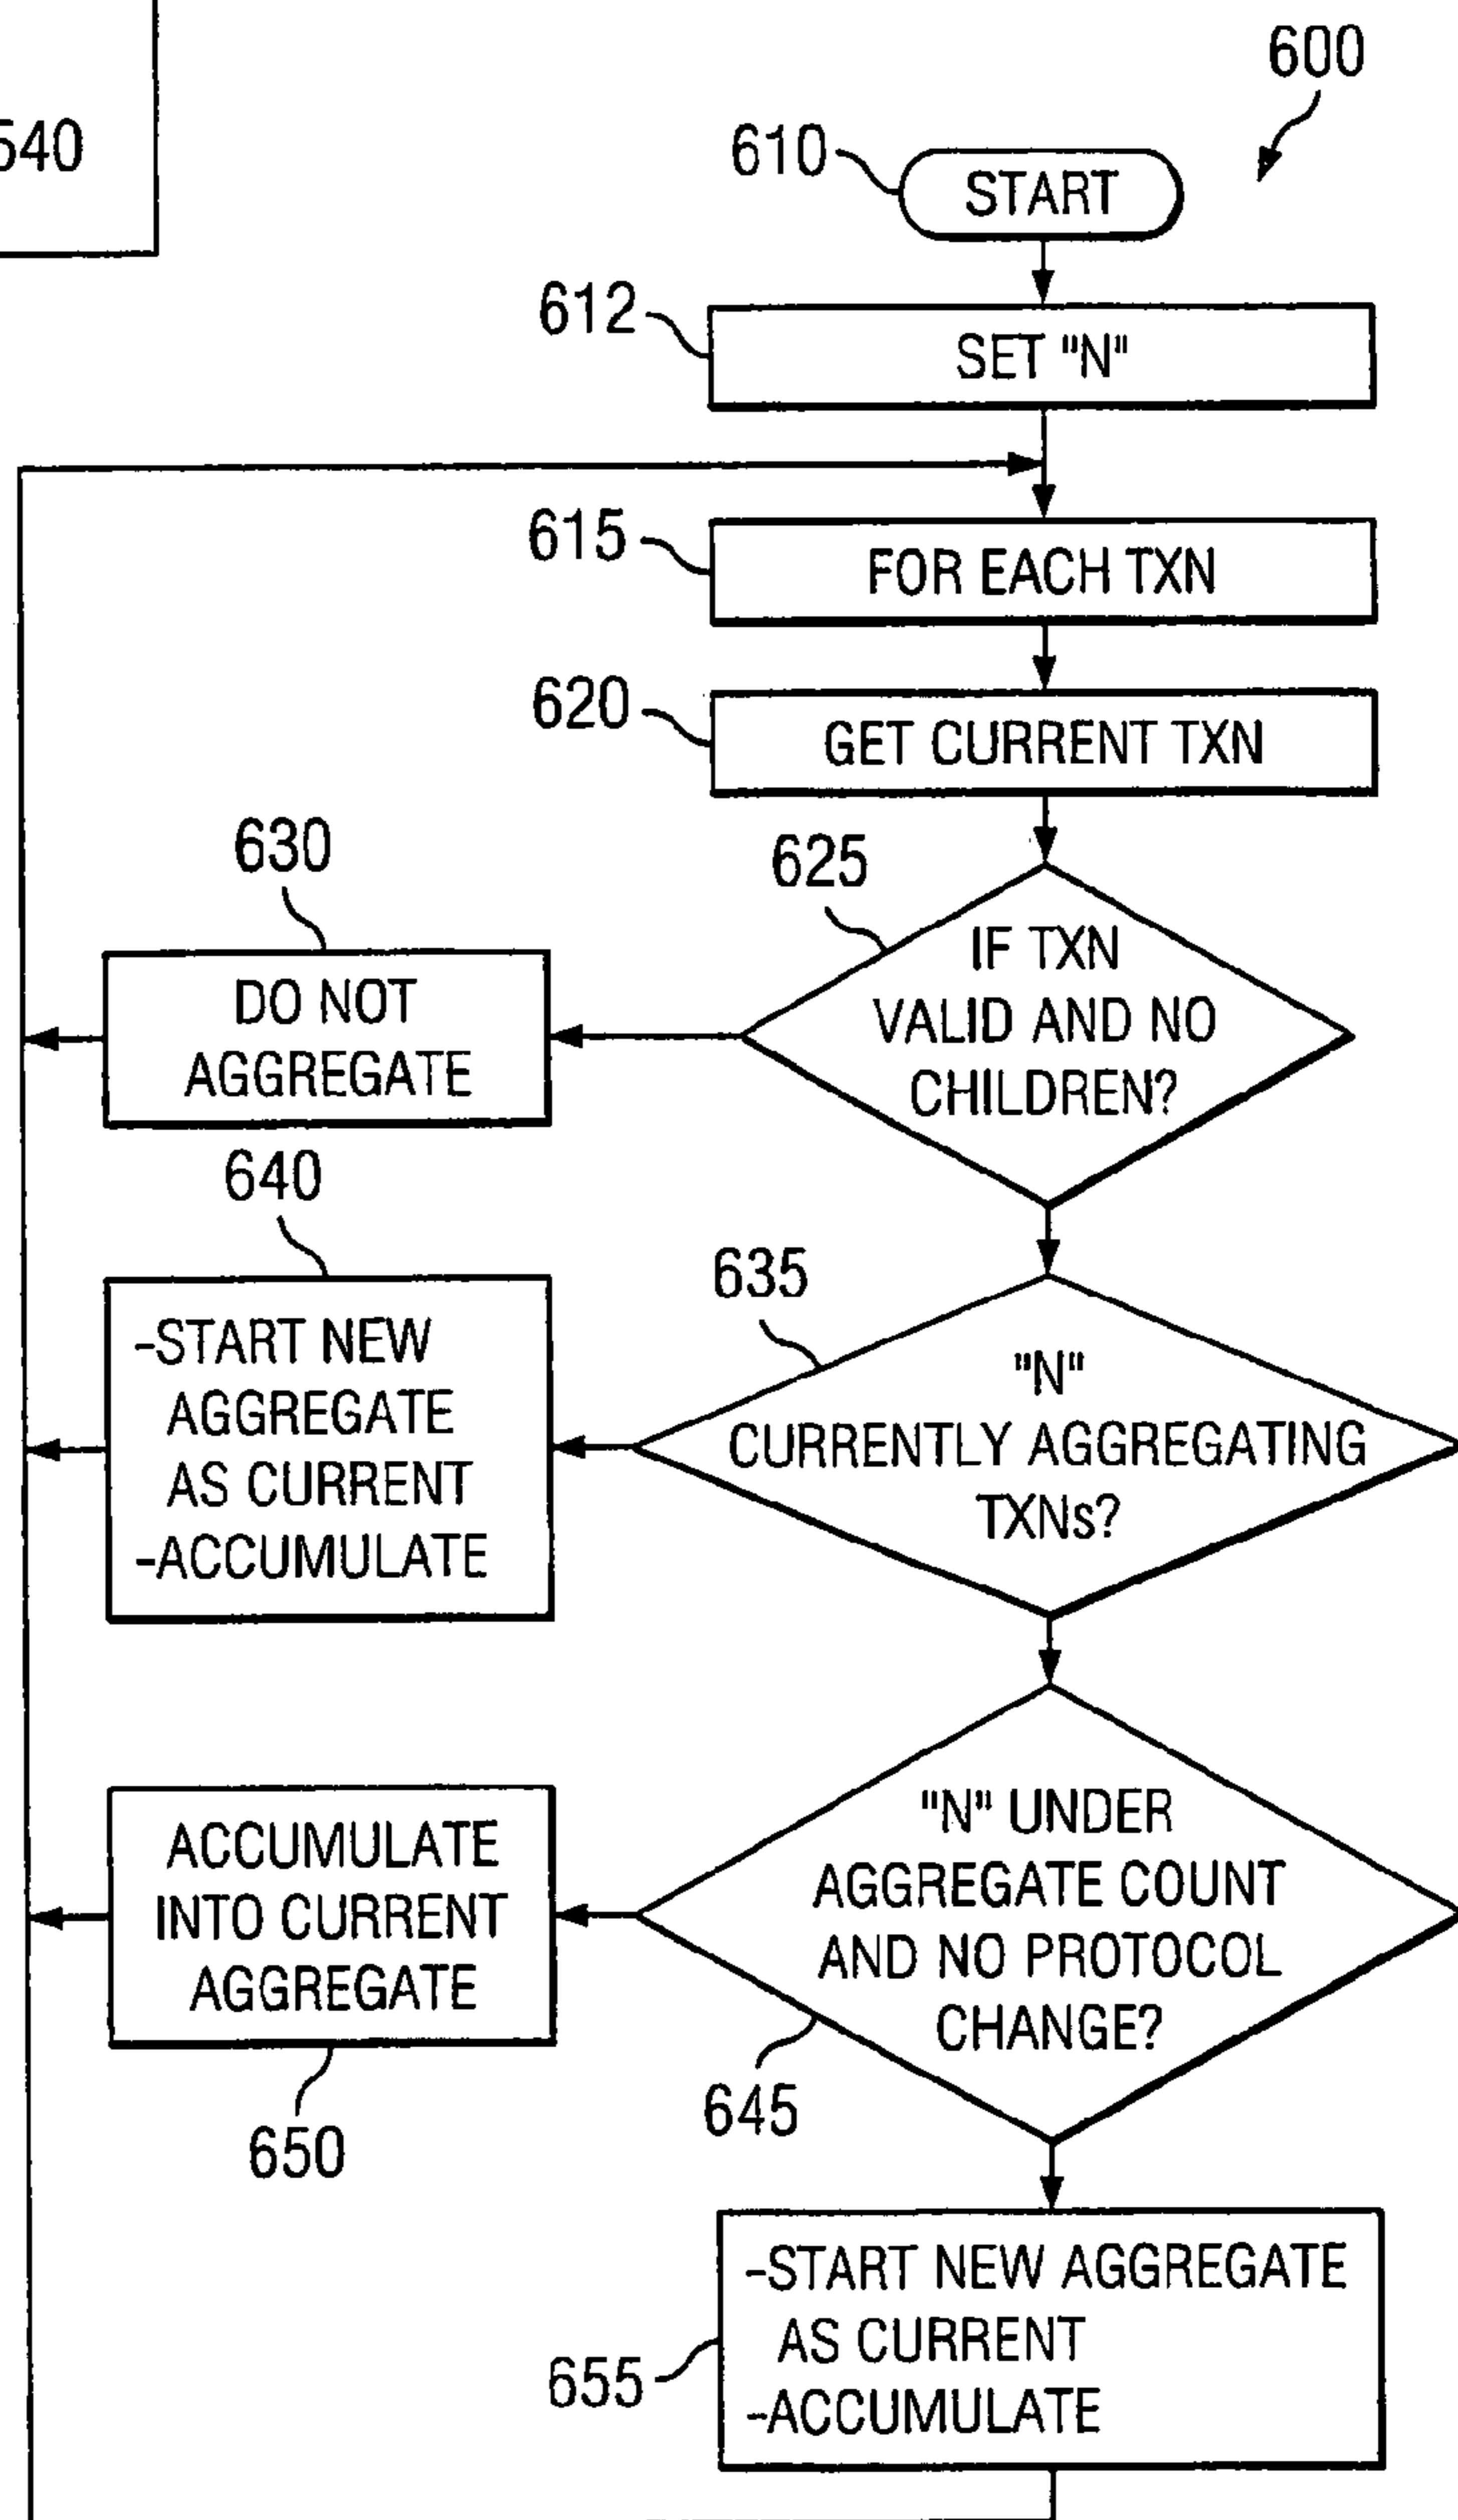 600
540
610
START
612
SET "N"
615
FOR EACH TXN
620
GET CURRENT TXN
630
625
IF TXN
VALID AND NO
CHILDREN?
DO NOT
AGGREGATE
640
635
"N"
CURRENTLY AGGREGATING
TXNs?
-START NEW
AGGREGATE
AS CURRENT
-ACCUMULATE
"N" UNDER
AGGREGATE COUNT
AND NO PROTOCOL
CHANGE?
645
ACCUMULATE
INTO CURRENT
AGGREGATE
650
655
-START NEW AGGREGATE
AS CURRENT
-ACCUMULATE